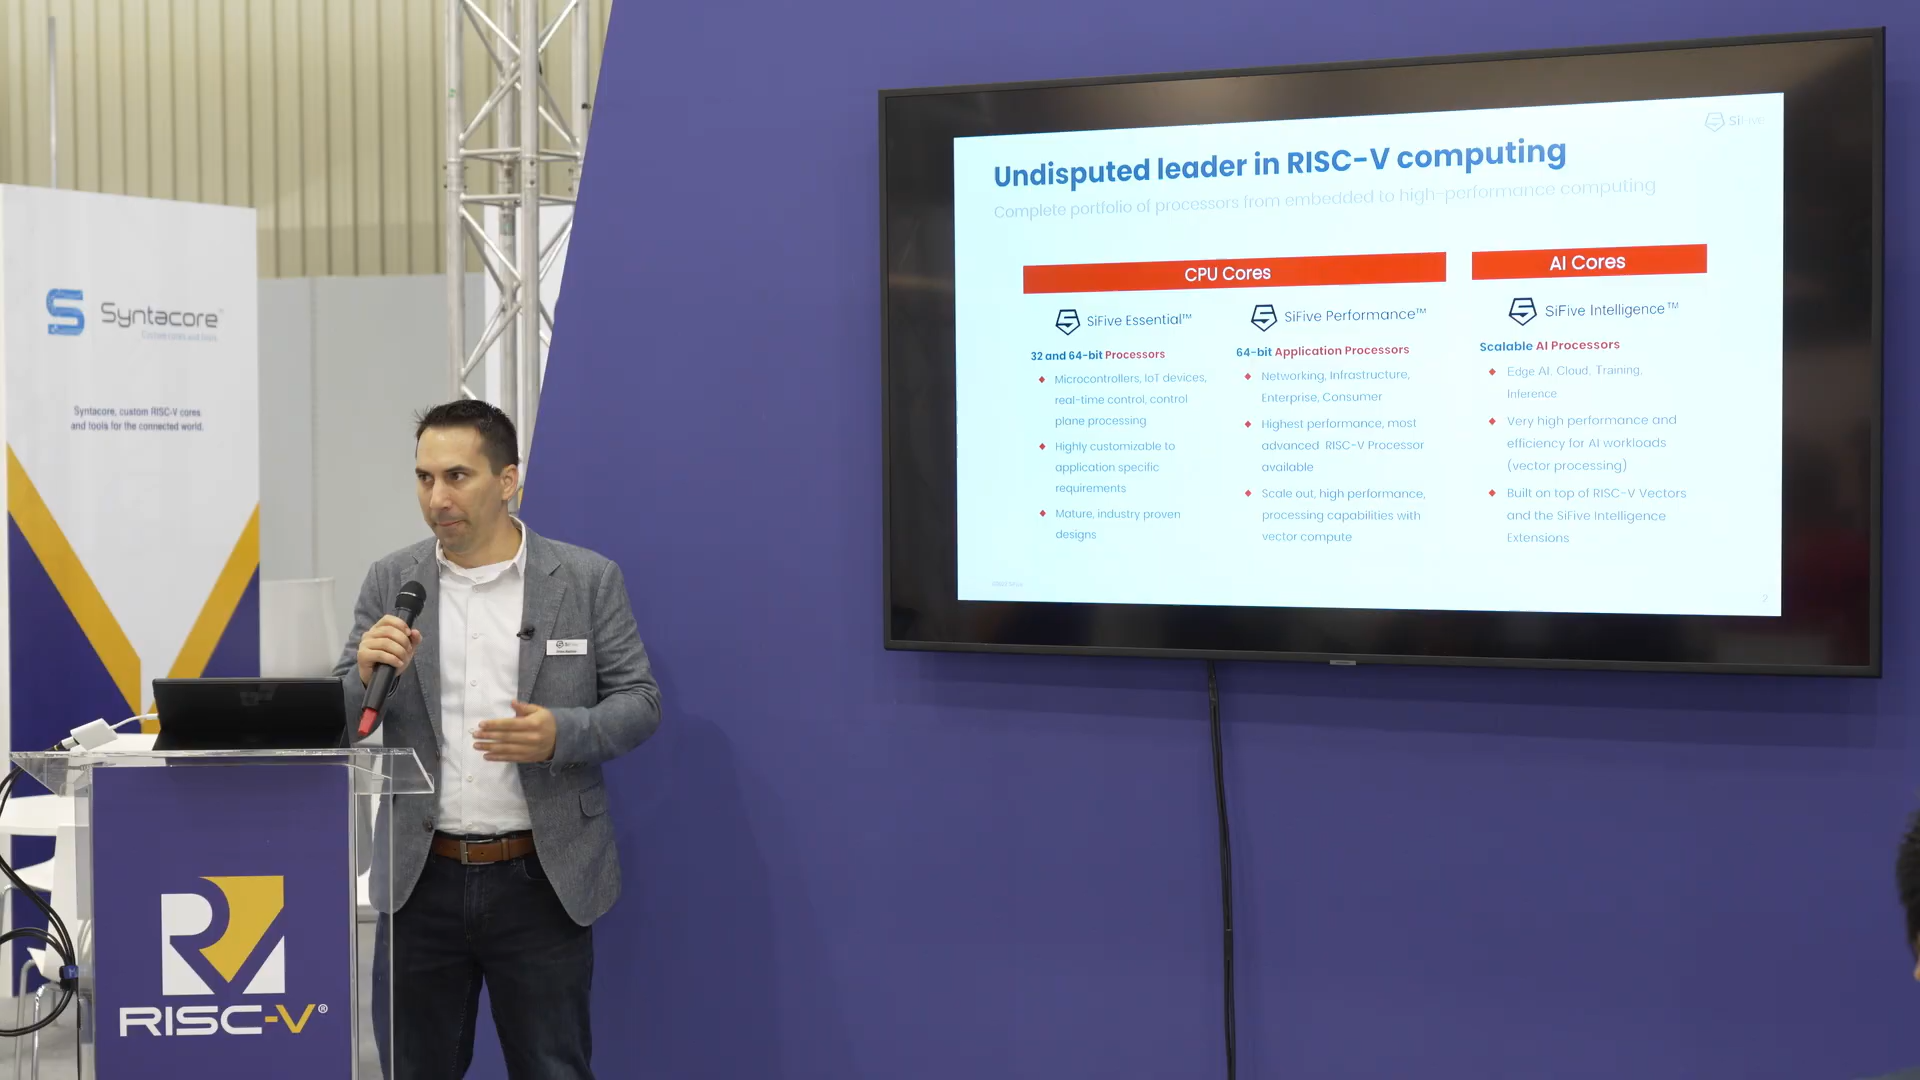 Syntacore
Custom cores and tools
Syntacore, custom RISC-V cores
and tools for the connected world.
RISC-V®
SiFive
Undisputed leader in RISC-V computing
Complete portfolio of processors from embedded to high-performance computing
CPU Cores
SiFive Essential™
32 and 64-bit Processors
Microcontrollers, IoT devices,
real-time control, control
plane processing
Highly customizable to
application specific
requirements
Mature, industry proven
designs
SiFive Performance™
64-bit Application Processors
Networking, Infrastructure,
Enterprise, Consumer
Highest performance, most
advanced RISC-V Processor
available
Scale out, high performance,
processing capabilities with
vector compute
AI Cores
SiFive Intelligence™
Scalable AI Processors
Edge AI, Cloud, Training,
Inference
Very high performance and
efficiency for AI workloads
(vector processing)
Built on top of RISC-V Vectors
and the SiFive Intelligence
Extensions